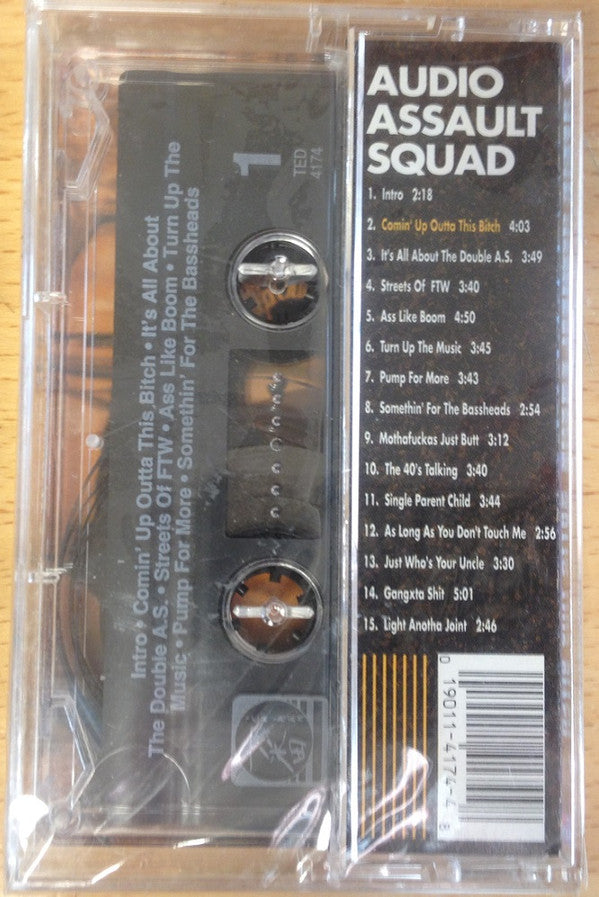 AUDIO
ASSAULT
SQUAD
1. Intro 2:18
2. Comin' Up Outta This Bitch 4:03
3. It's All About The Double A.S. 3:49
4. Streets Of FTW 3:40
5. Ass Like Boom 4:50
6. Turn Up The Music 3:45
7. Pump For More 3:43
8. Somethin' For The Bassheads 2:54
9. Mothafuckas Just Butt 3:12
10. The 40's Talking 3:40
11. Single Parent Child 3:44
12. As Long As You Don't Touch Me 2:56
13. Just Who's Your Uncle 3:30
14. Gangxta Shit 5:01
15. Light Anotha Joint 2:46
0 19011-4174-4 8
Intro • Comin' Up Outta This Bitch • It's All About
The Double A.S. • Streets Of FTW • Ass Like Boom • Turn Up The
Music • Pump For More • Somethin' For The Bassheads
1
TED
4174